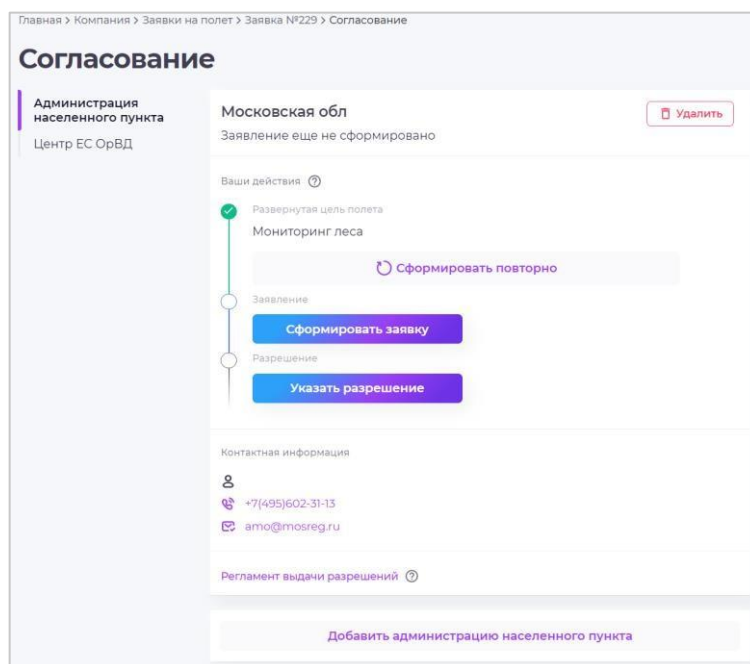 Главная > Компания > Заявки на полет > Заявка №229 > Согласование
Согласование
Администрация
населенного пункта
Центр ЕС ОрВД
Московская обл
Удалить
Заявление еще не сформировано
Ваши действия ?
Развернутая цель полета
Мониторинг леса
Сформировать повторно
Заявление
Сформировать заявку
Разрешение
Указать разрешение
Контактная информация
+7(495)602-31-13
amo@mosreg.ru
Регламент выдачи разрешений ?
Добавить администрацию населенного пункта